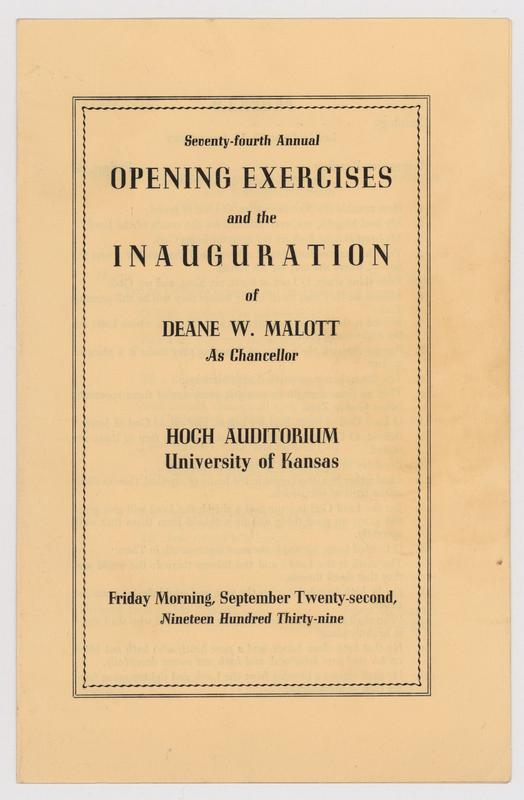 Seventy-fourth Annual
OPENING EXERCISES
and the
INAUGURATION
of
DEANE W. MALOTT
As Chancellor
HOCH AUDITORIUM
University of Kansas
Friday Morning, September Twenty-second,
Nineteen Hundred Thirty-nine